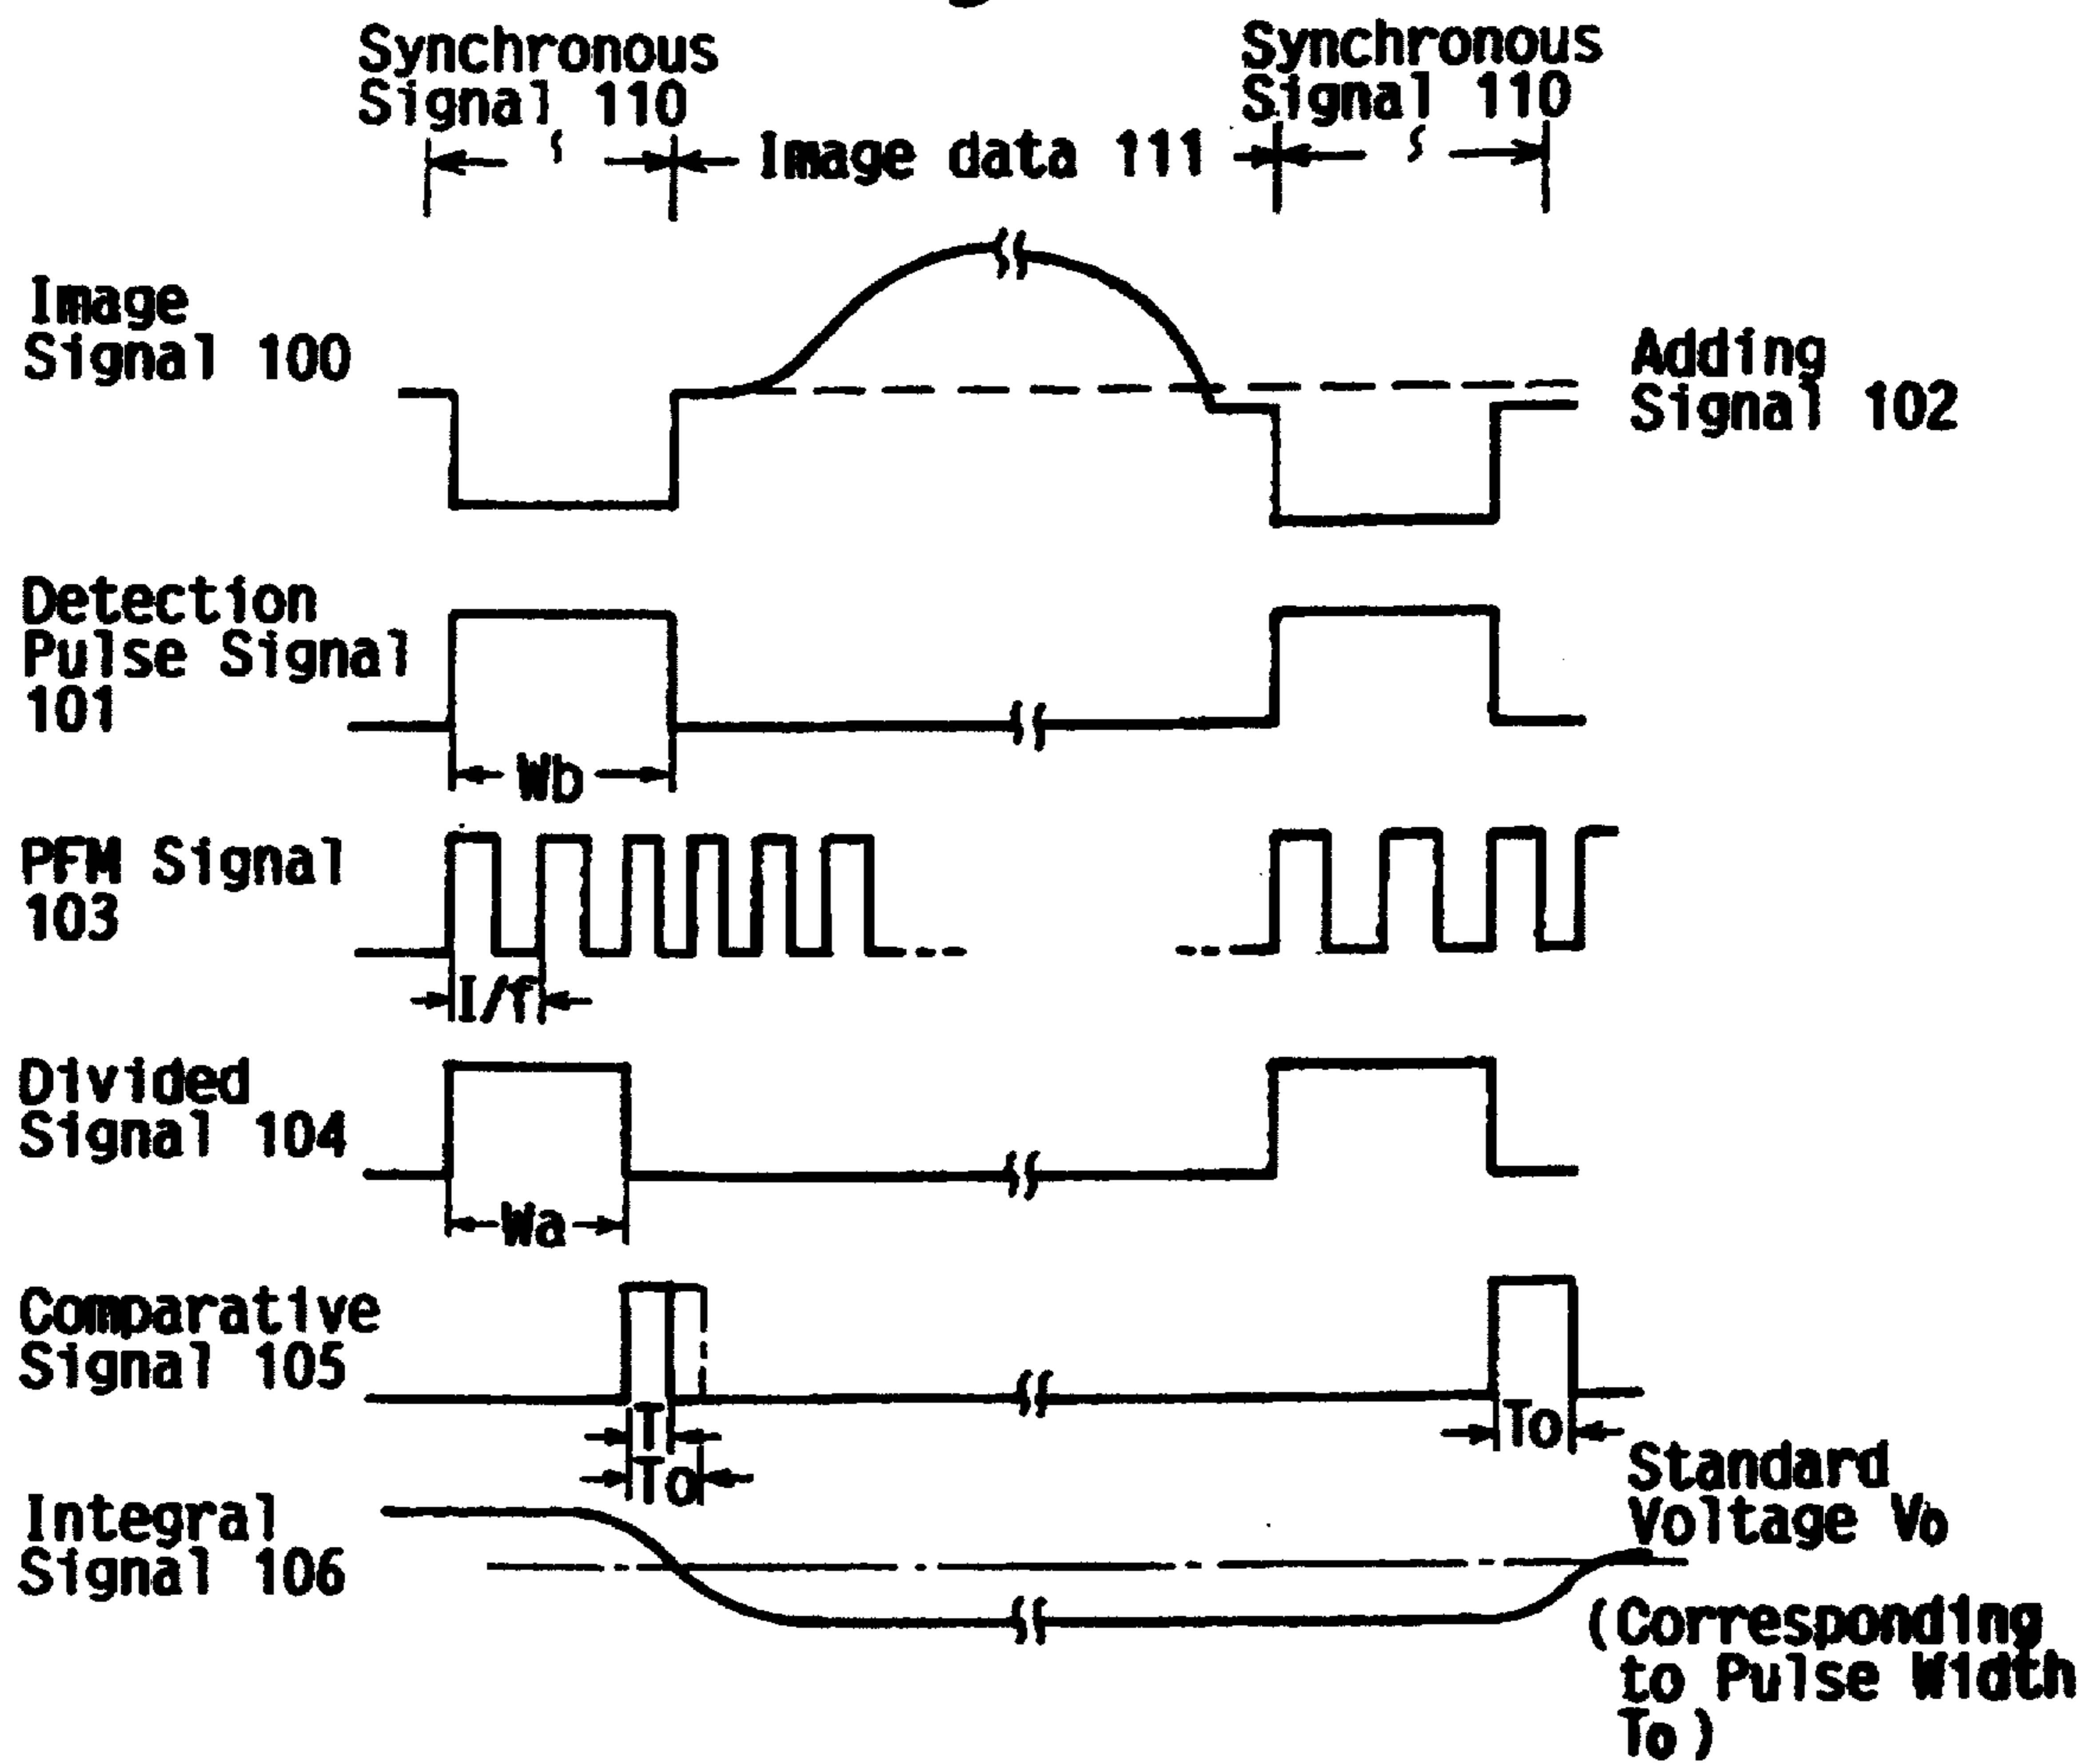 Synchronous
Signal 110
Synchronous
Signal 110
Image data 111
Image
Signal 100
Adding
Signal 102
Detection
Pulse Signal
101
Wb
PFM Signal
103
I/f
Divided
Signal 104
Wa
Comparative
Signal 105
T
To
To
Standard
Voltage Vo
Integral
Signal 106
(Corresponding
to Pulse Width
To)